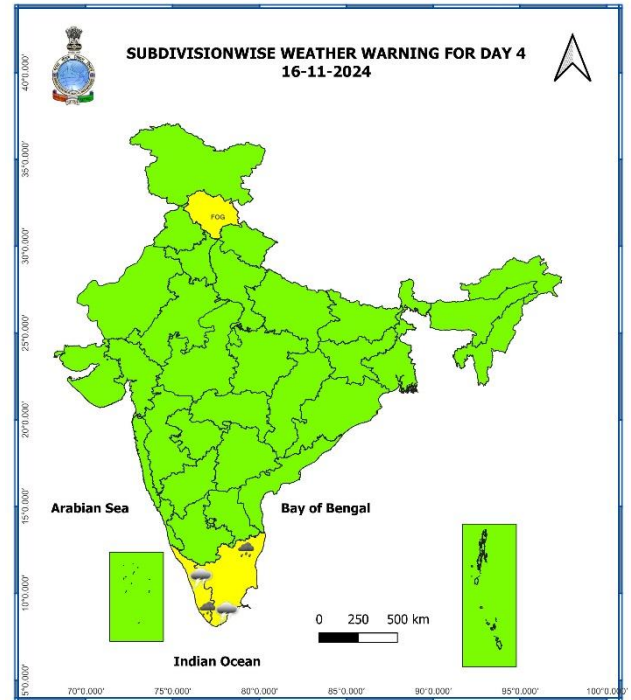 SUBDIVISIONWISE WEATHER WARNING FOR DAY 4
16-11-2024
40°0.000'
35°0.000'
30°0.000'
25°0.000'
20°0.000'
15°0.000'
10°0.000'
5°0.000'
FOG
Arabian Sea
Bay of Bengal
0 250 500 km
Indian Ocean
70°0.000' 75°0.000' 80°0.000' 85°0.000' 90°0.000' 95°0.000' 100°0.000'